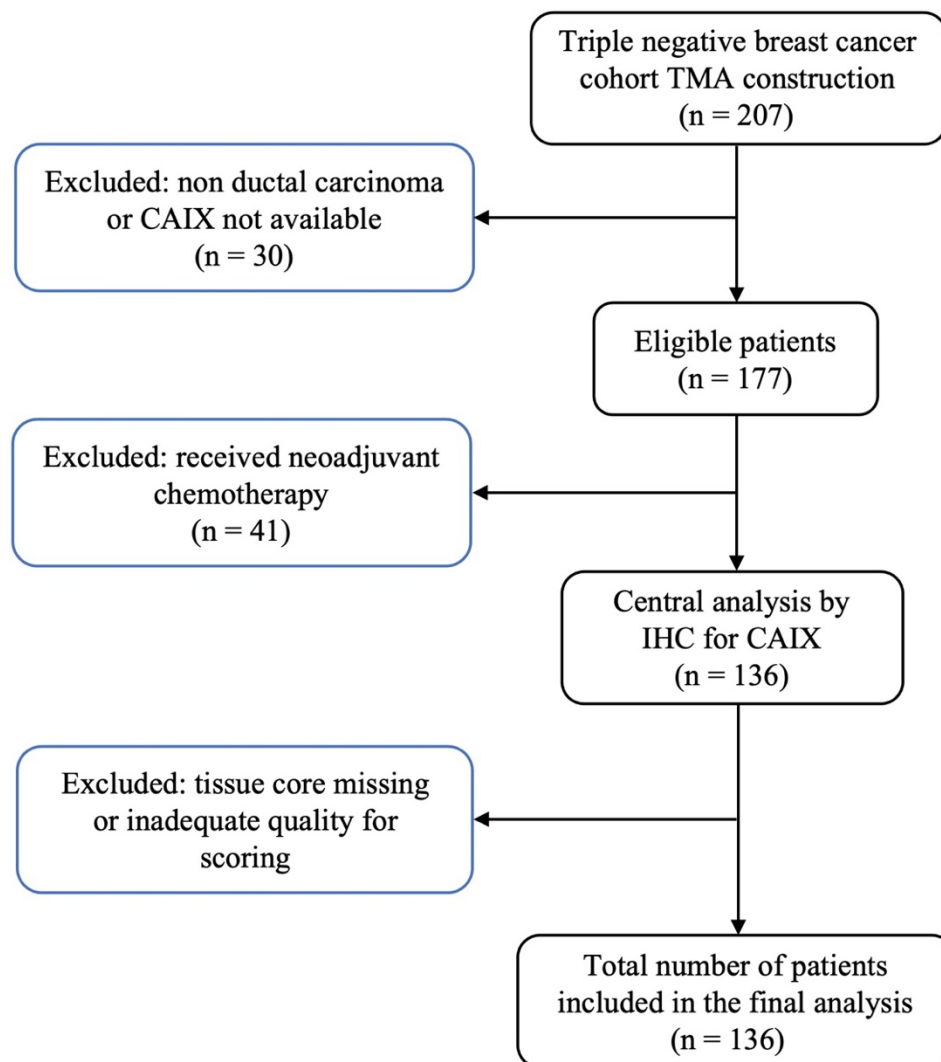 Triple negative breast cancer
cohort TMA construction
(n = 207)
Excluded: non ductal carcinoma
or CAIX not available
(n = 30)
Eligible patients
(n = 177)
Excluded: received neoadjuvant
chemotherapy
(n = 41)
Central analysis by
IHC for CAIX
(n = 136)
Excluded: tissue core missing
or inadequate quality for
scoring
Total number of patients
included in the final analysis
(n = 136)